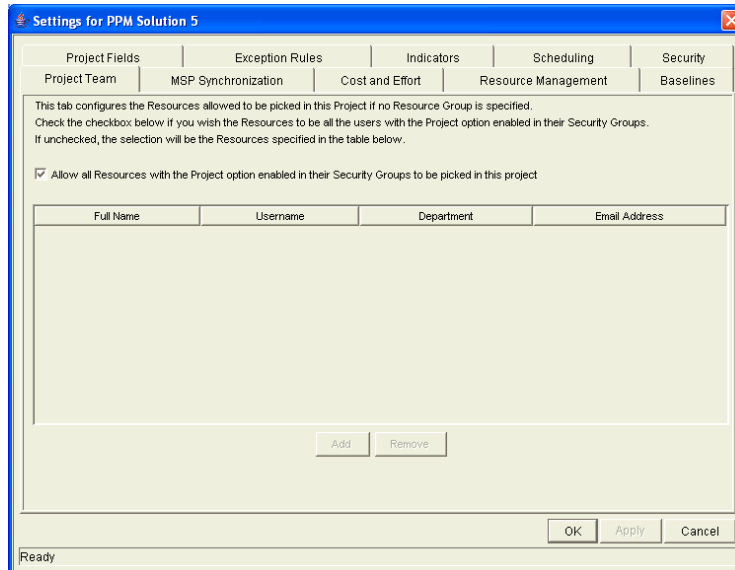 Settings for PPM Solution 5
Project Fields Exception Rules Indicators Scheduling Security
Project Team MSP Synchronization Cost and Effort Resource Management Baselines
This tab configures the Resources allowed to be picked in this Project if no Resource Group is specified.
Check the checkbox below if you wish the Resources to be all the users with the Project option enabled in their Security Groups.
If unchecked, the selection will be the Resources specified in the table below.
Allow all Resources with the Project option enabled in their Security Groups to be picked in this project
Full Name Username Department Email Address
Add Remove
OK Apply Cancel
Ready